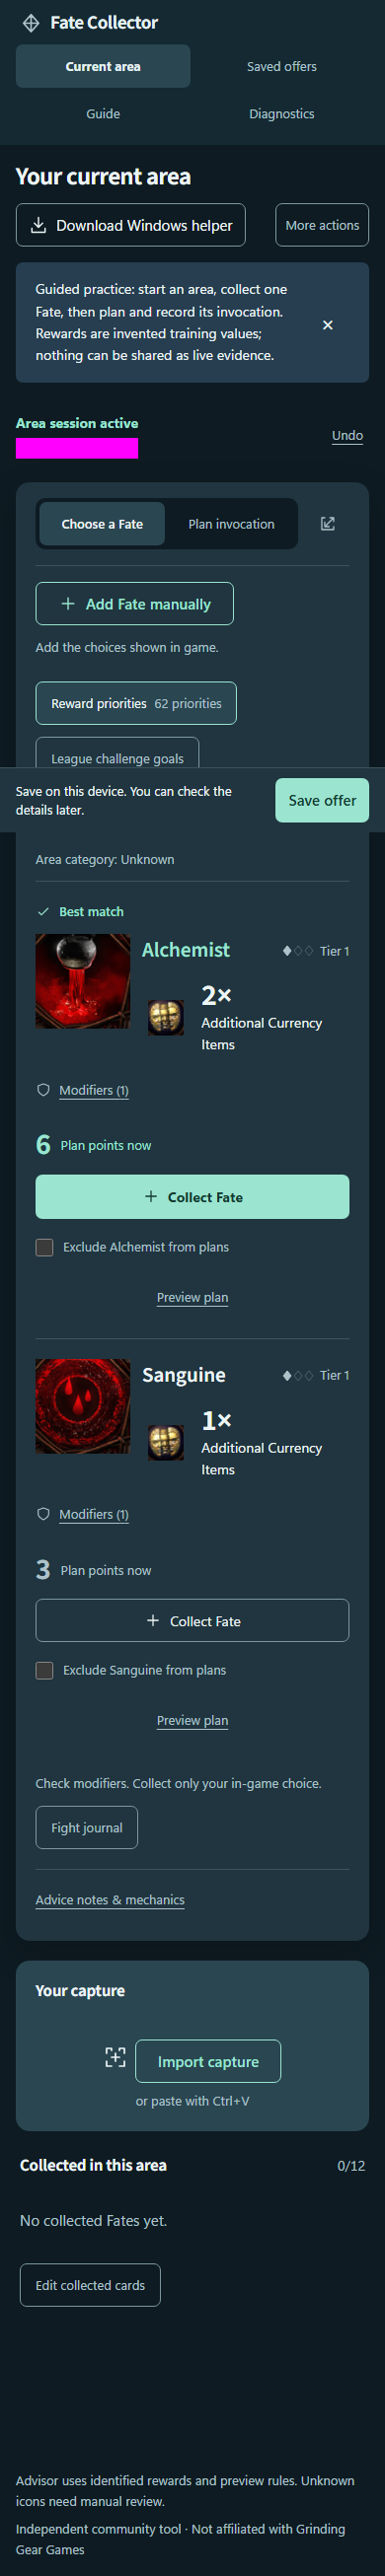 Fate Collector
Current area
Saved offers
Guide
Diagnostics
Your current area
Download Windows helper
More actions
Guided practice: start an area, collect one
Fate, then plan and record its invocation.
Rewards are invented training values;
nothing can be shared as live evidence.
Area session active
Undo
Choose a Fate
Plan invocation
Add Fate manually
Add the choices shown in game.
Reward priorities 62 priorities
League challenge goals
Save on this device. You can check the
details later.
Save offer
Area category: Unknown
Best match
Alchemist
Tier 1
2×
Additional Currency
Items
Modifiers (1)
6 Plan points now
Collect Fate
Exclude Alchemist from plans
Preview plan
Sanguine
Tier 1
1×
Additional Currency
Items
Modifiers (1)
3 Plan points now
Collect Fate
Exclude Sanguine from plans
Preview plan
Check modifiers. Collect only your in-game choice.
Fight journal
Advice notes & mechanics
Your capture
Import capture
or paste with Ctrl+V
Collected in this area
0/12
No collected Fates yet.
Edit collected cards
Advisor uses identified rewards and preview rules. Unknown
icons need manual review.
Independent community tool · Not affiliated with Grinding
Gear Games